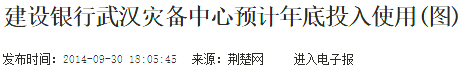 建设银行武汉灾备中心预计年底投入使用(图)
发布时间：2014-09-30 18:05:45 来源：荆楚网 进入电子报